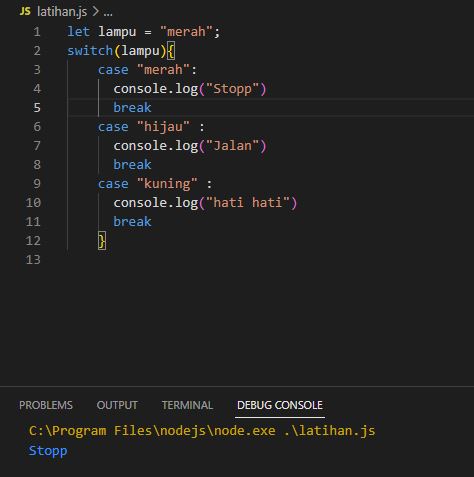 JS latihan.js > ...
1 let lampu = "merah";
2 switch(lampu){
3 case "merah":
4 console.log("Stopp")
5 break
6 case "hijau" :
7 console.log("Jalan")
8 break
9 case "kuning" :
10 console.log("hati hati")
11 break
12 }
13
PROBLEMS OUTPUT TERMINAL DEBUG CONSOLE
C:\Program Files\nodejs\node.exe .\latihan.js
Stopp